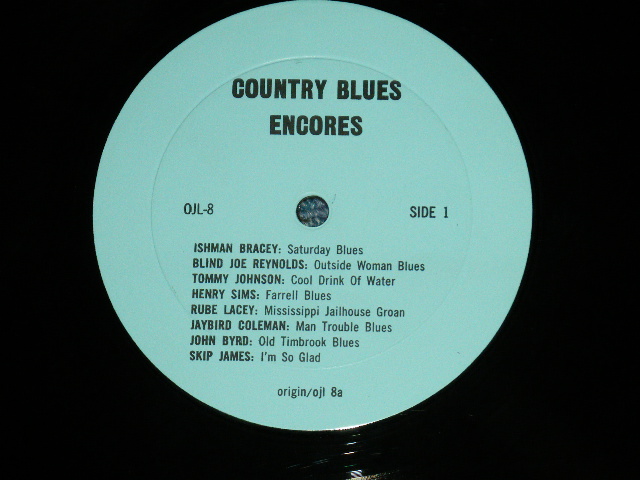 COUNTRY BLUES
ENCORES
OJL-8 SIDE 1
ISHMAN BRACEY: Saturday Blues
BLIND JOE REYNOLDS: Outside Woman Blues
TOMMY JOHNSON: Cool Drink Of Water
HENRY SIMS: Farrell Blues
RUBE LACEY: Mississippi Jailhouse Groan
JAYBIRD COLEMAN: Man Trouble Blues
JOHN BYRD: Old Timbrook Blues
SKIP JAMES: I'm So Glad
origin/ojl 8a